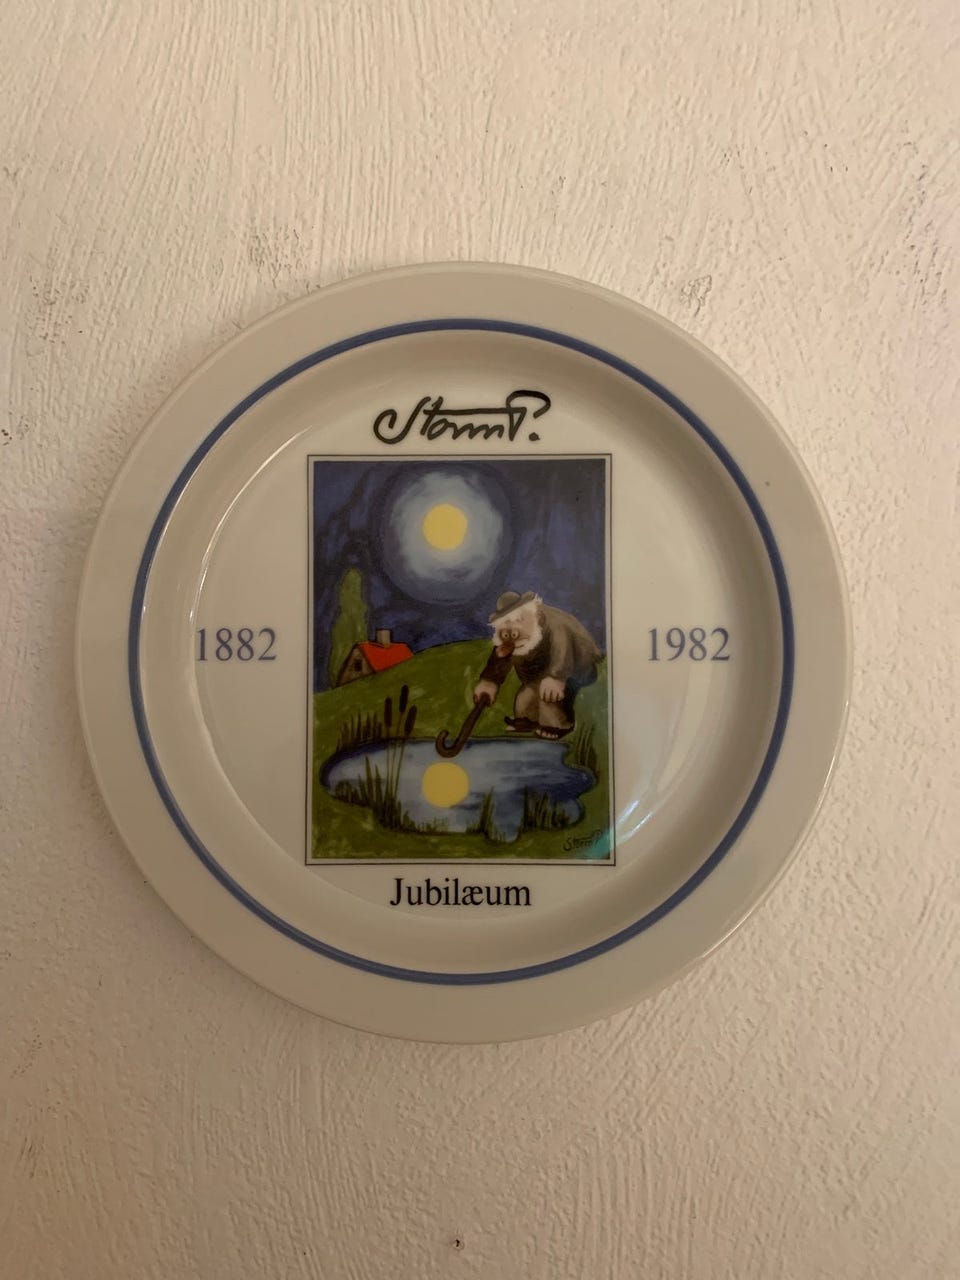 Storm P.
1882
1982
Storm P.
Jubilæum